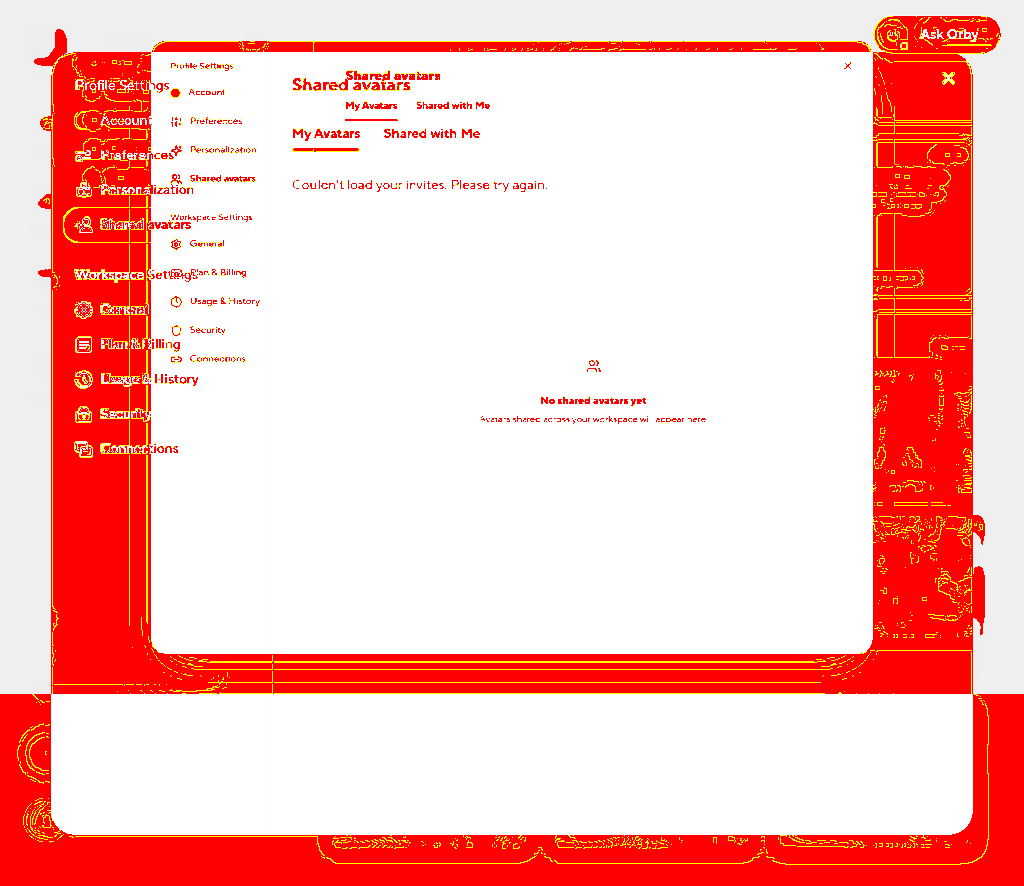 Ask Orby
Profile Settings
Account
Preferences
Personalization
Shared avatars
Workspace Settings
General
Plan & Billing
Usage & History
Security
Connections
Profile Settings
Account
Preferences
Personalization
Shared avatars
Workspace Settings
General
Plan & Billing
Usage & History
Security
Connections
Shared avatars
Shared avatars
My Avatars Shared with Me
My Avatars Shared with Me
Couldn't load your invites. Please try again.
No shared avatars yet
Avatars shared across your workspace will appear here